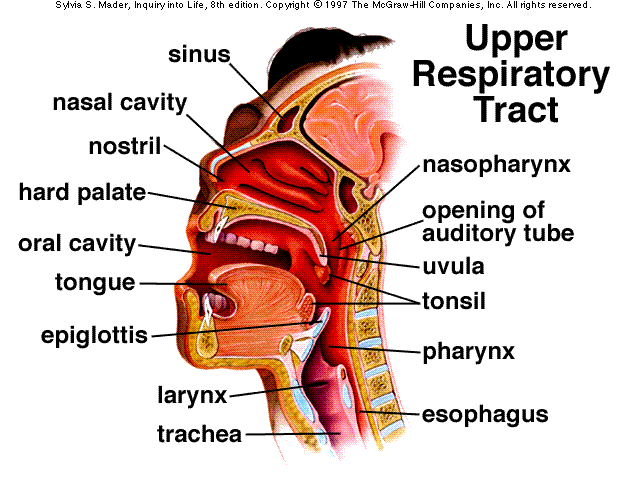 Sylvia S. Mader, Inquiry into Life, 8th edition. Copyright © 1997 The McGraw-Hill Companies, Inc. All rights reserved.
Upper
Respiratory
Tract
sinus
nasal cavity
nostril
hard palate
oral cavity
tongue
epiglottis
larynx
trachea
nasopharynx
opening of
auditory tube
uvula
tonsil
pharynx
esophagus